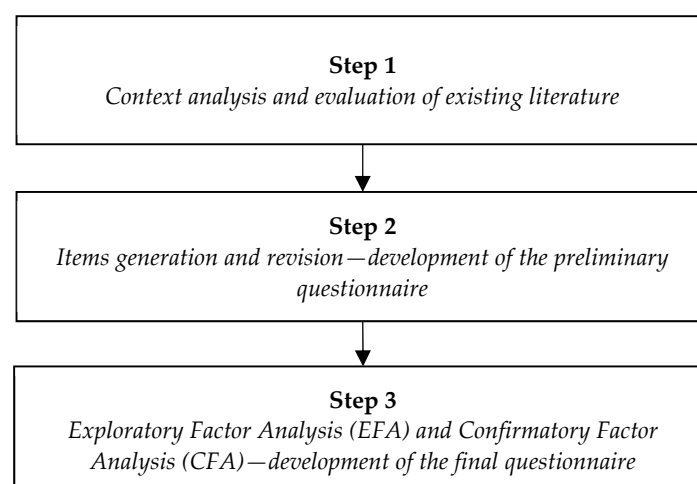 Step 1
Context analysis and evaluation of existing literature
Step 2
Items generation and revision—development of the preliminary
questionnaire
Step 3
Exploratory Factor Analysis (EFA) and Confirmatory Factor
Analysis (CFA)—development of the final questionnaire